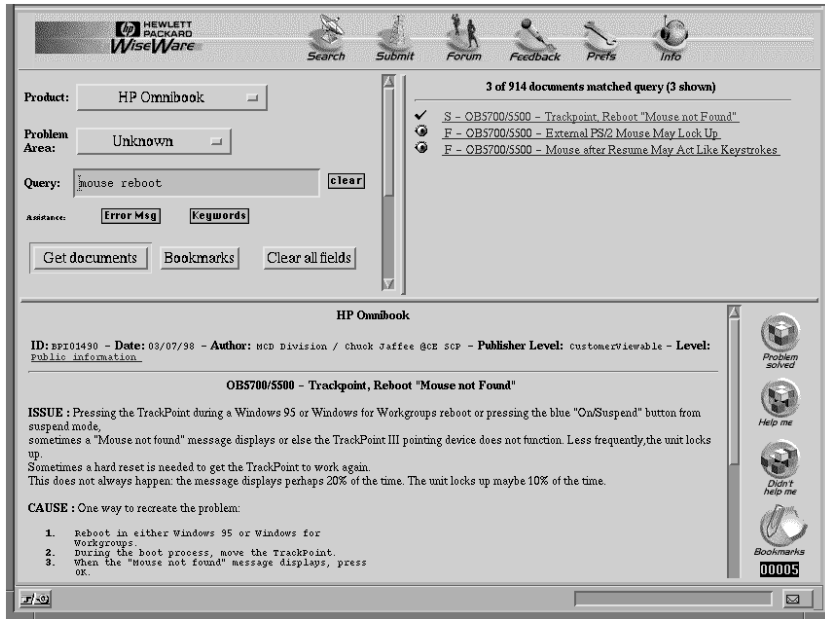 hp HEWLETT
PACKARD
WiseWare
Search Submit Forum Feedback Prefs Info
Product: HP Omnibook
Problem
Area: Unknown
Query: mouse reboot clear
Assistance: Error Msg Keywords
Get documents Bookmarks Clear all fields
3 of 914 documents matched query (3 shown)
S - OB5700/5500 - Trackpoint, Reboot "Mouse not Found"
F - OB5700/5500 - External PS/2 Mouse May Lock Up
F - OB5700/5500 - Mouse after Resume May Act Like Keystrokes
HP Omnibook
ID: BPI01490 - Date: 03/07/98 - Author: MCD Division / Chuck Jaffee @CE SCP - Publisher Level: CustomerViewable - Level:
Public information
OB5700/5500 - Trackpoint, Reboot "Mouse not Found"
ISSUE : Pressing the TrackPoint during a Windows 95 or Windows for Workgroups reboot or pressing the blue "On/Suspend" button from
suspend mode,
sometimes a "Mouse not found" message displays or else the TrackPoint III pointing device does not function. Less frequently,the unit locks
up.
Sometimes a hard reset is needed to get the TrackPoint to work again.
This does not always happen: the message displays perhaps 20% of the time. The unit locks up maybe 10% of the time.
CAUSE : One way to recreate the problem:
1. Reboot in either Windows 95 or Windows for
Workgroups.
2. During the boot process, move the TrackPoint.
3. When the "Mouse not found" message displays, press
OK.
Problem
solved
Help me
Didn't
help me
Bookmarks
00005